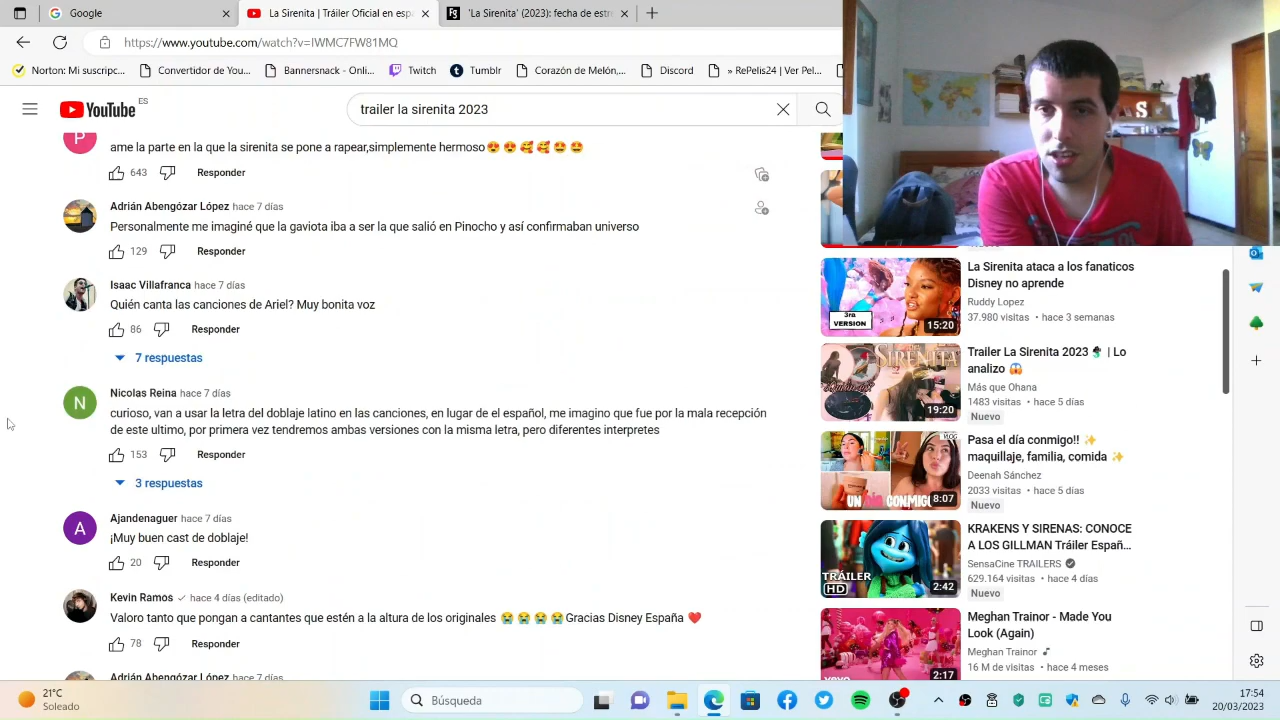 Google
La Sirenita | Tráiler Oficial en esp
'La Sirenita' (2023): fecha de estre
https://www.youtube.com/watch?v=IWMC7FW81MQ
Norton: Mi suscripc...
Convertidor de You...
Bannersnack - Onli...
Twitch
Tumblr
Corazón de Melón,...
Discord
» RePelis24 | Ver Pel...
YouTube
ES
trailer la sirenita 2023
S
P
ame la parte en la que la sirenita se pone a rapear,simplemente hermoso😍😍🥰🥰🤩🤩
643
Responder
Adrián Abengózar López hace 7 días
Personalmente me imaginé que la gaviota iba a ser la que salió en Pinocho y así confirmaban universo
129
Responder
Isaac Villafranca hace 7 días
Quién canta las canciones de Ariel? Muy bonita voz
86
Responder
7 respuestas
N
Nicolas Reina hace 7 días
curioso, van a usar la letra del doblaje latino en las canciones, en lugar de el español, me imagino que fue por la mala recepción
de este ultimo, por primera vez tendremos ambas versiones con la misma letra, pero diferentes interpretes
153
Responder
3 respuestas
A
Ajandenaguer hace 7 días
¡Muy buen cast de doblaje!
20
Responder
Kevin Ramos ✓ hace 4 días (editado)
Valoro tanto que pongan a cantantes que estén a la altura de los originales 😭😭😭😭Gracias Disney España ❤️
78
Responder
Adrián Abengózar López hace 7 días
La Sirenita ataca a los fanaticos
Disney no aprende
Ruddy Lopez
37.980 visitas • hace 3 semanas
3ra
VERSION
15:20
Trailer La Sirenita 2023 🧜 | Lo
analizo 😱
Más que Ohana
1483 visitas • hace 5 días
Nuevo
SIRENITA
19:20
Pasa el día conmigo!! ✨
maquillaje, familia, comida ✨
Deenah Sánchez
2033 visitas • hace 5 días
Nuevo
VLOG
UN DÍA CONMIGO
8:07
KRAKENS Y SIRENAS: CONOCE
A LOS GILLMAN Tráiler Españ...
SensaCine TRAILERS
629.164 visitas • hace 4 días
Nuevo
TRÁILER
HD
2:42
Meghan Trainor - Made You
Look (Again)
Meghan Trainor
16 M de visitas • hace 4 meses
vevo
2:17
21°C
Soleado
Búsqueda
17:54
20/03/2023